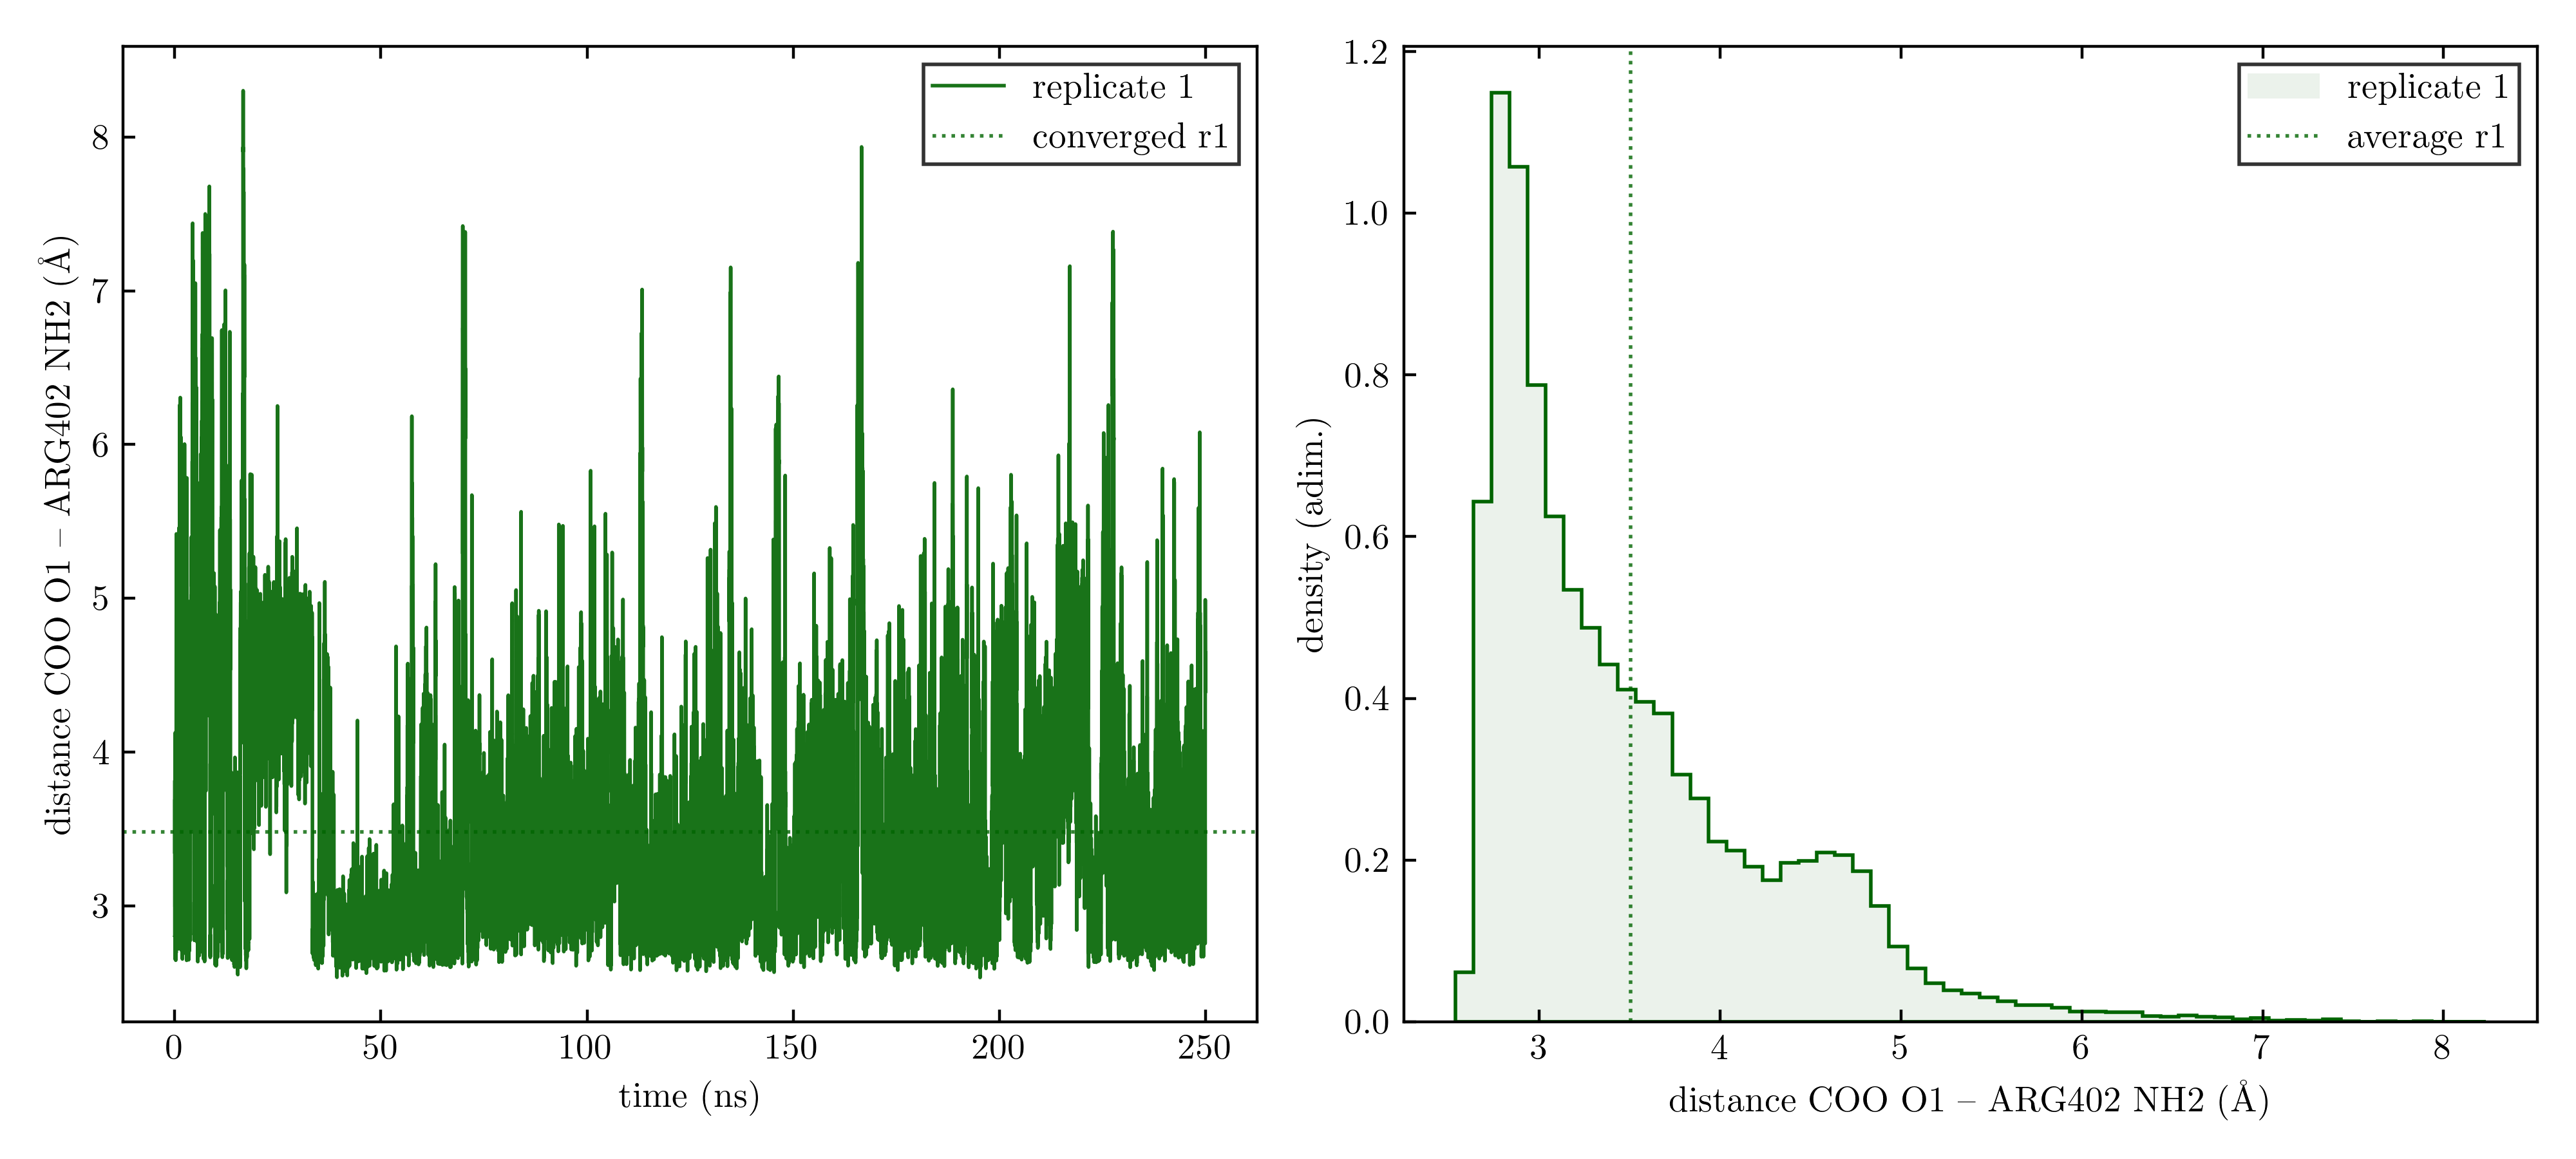 distance COO O1 – ARG402 NH2 (Å)
8
7
6
5
4
3
0 50 100 150 200 250
time (ns)
replicate 1
converged r1
density (adim.)
1.2
1.0
0.8
0.6
0.4
0.2
0.0
3 4 5 6 7 8
distance COO O1 – ARG402 NH2 (Å)
replicate 1
average r1